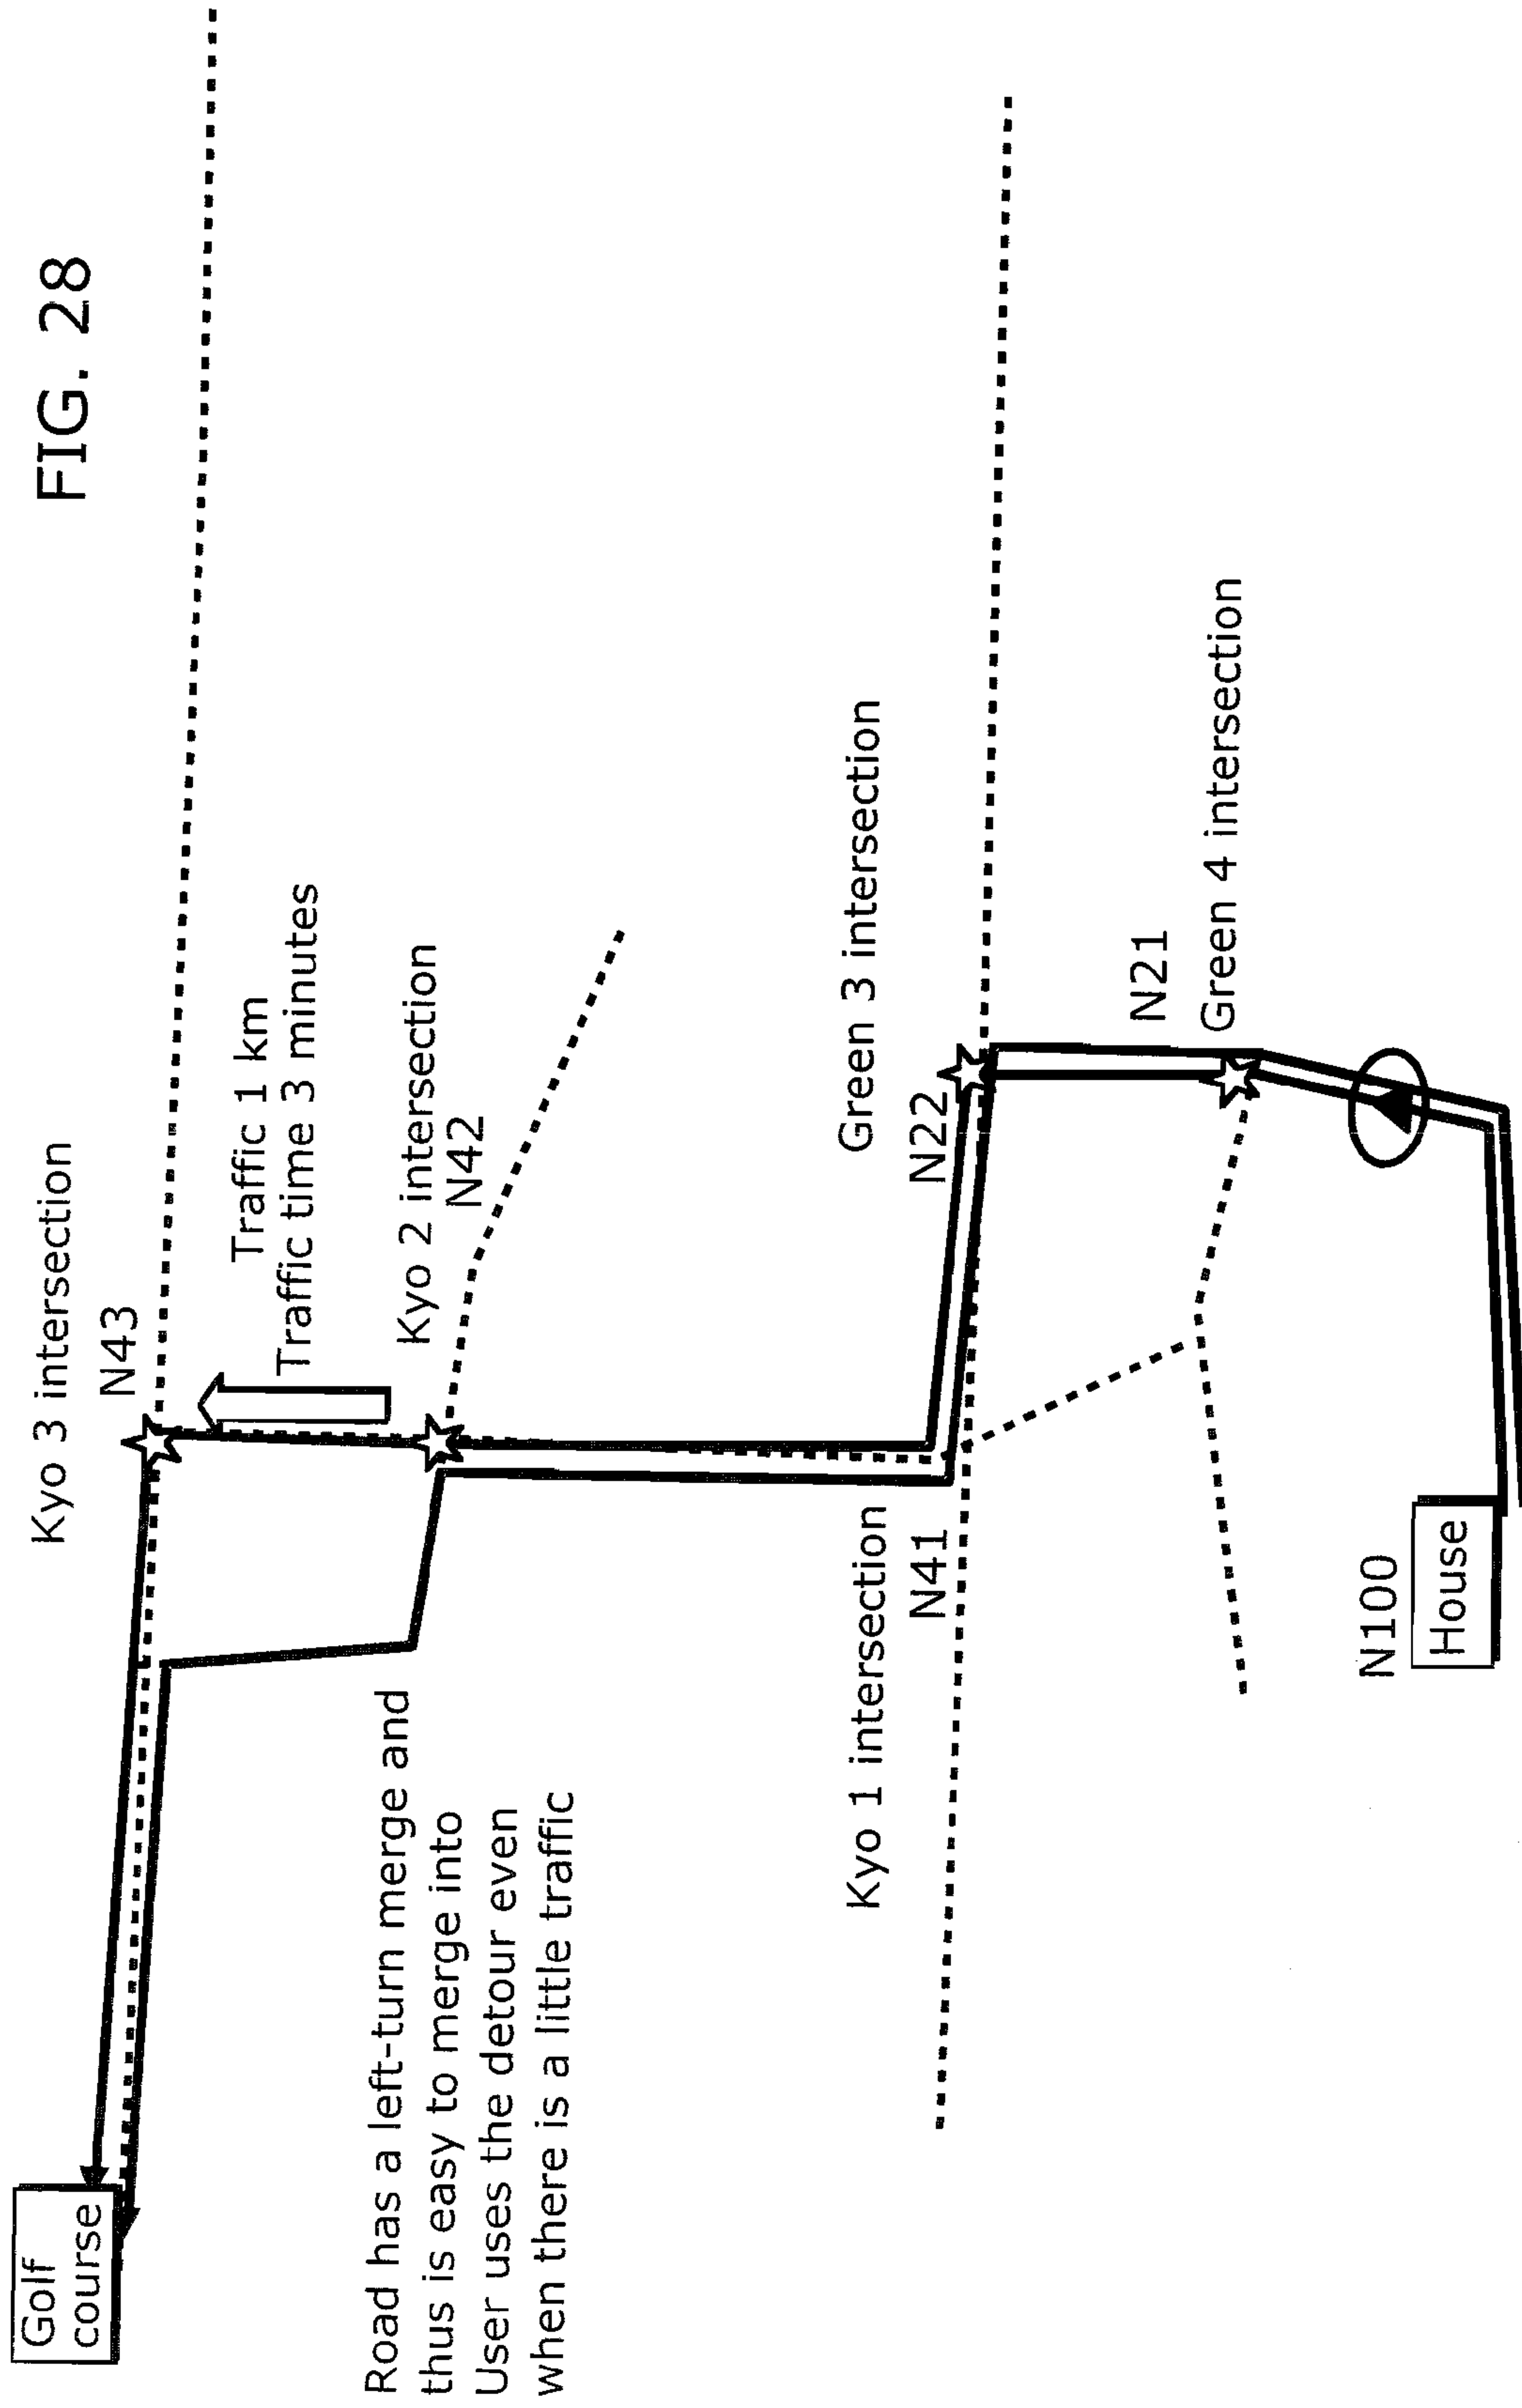 FIG. 28
Golf
course
Kyo 3 intersection
N43
Traffic 1 km
Traffic time 3 minutes
Kyo 2 intersection
N42
Road has a left-turn merge and
thus is easy to merge into
User uses the detour even
when there is a little traffic
Green 3 intersection
N22
Kyo 1 intersection
N41
N21
Green 4 intersection
N100
House